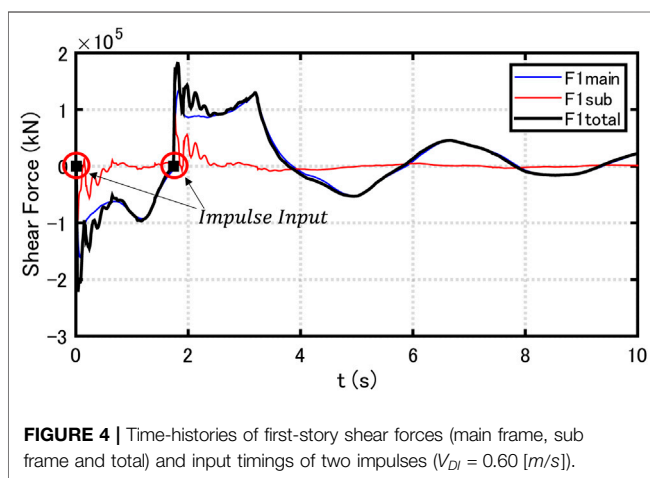 ×10⁵
2
1
0
-1
-2
-3
Shear Force (kN)
F1main
F1sub
F1total
Impulse Input
0 2 4 6 8 10
t (s)
FIGURE 4 | Time-histories of first-story shear forces (main frame, sub
frame and total) and input timings of two impulses (V_DI = 0.60 [m/s]).